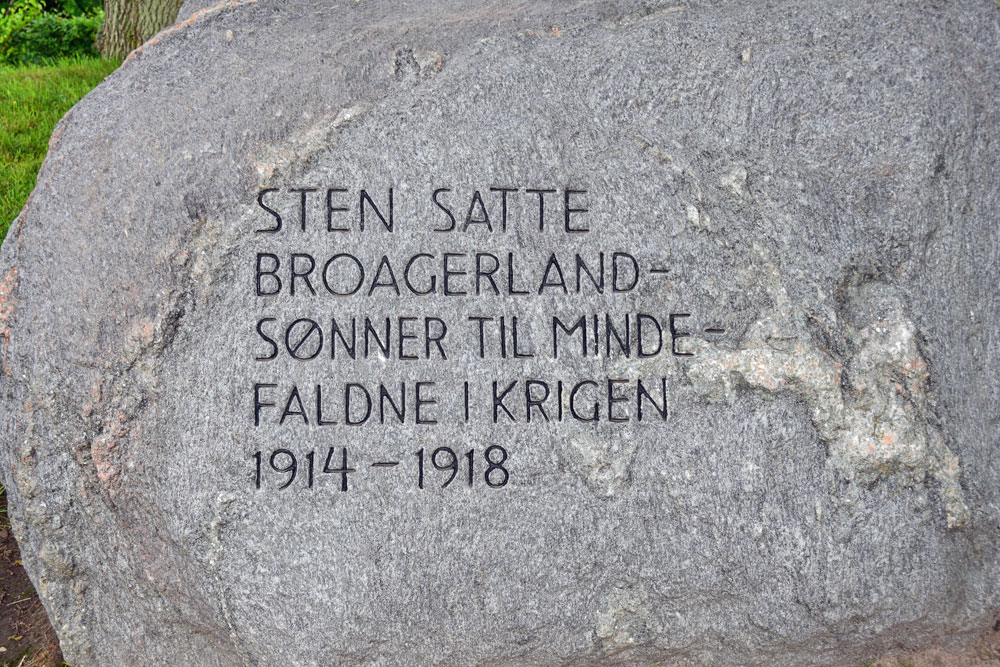 STEN SATTE
BROAGERLAND-
SØNNER TIL MINDE-
FALDNE I KRIGEN
1914-1918